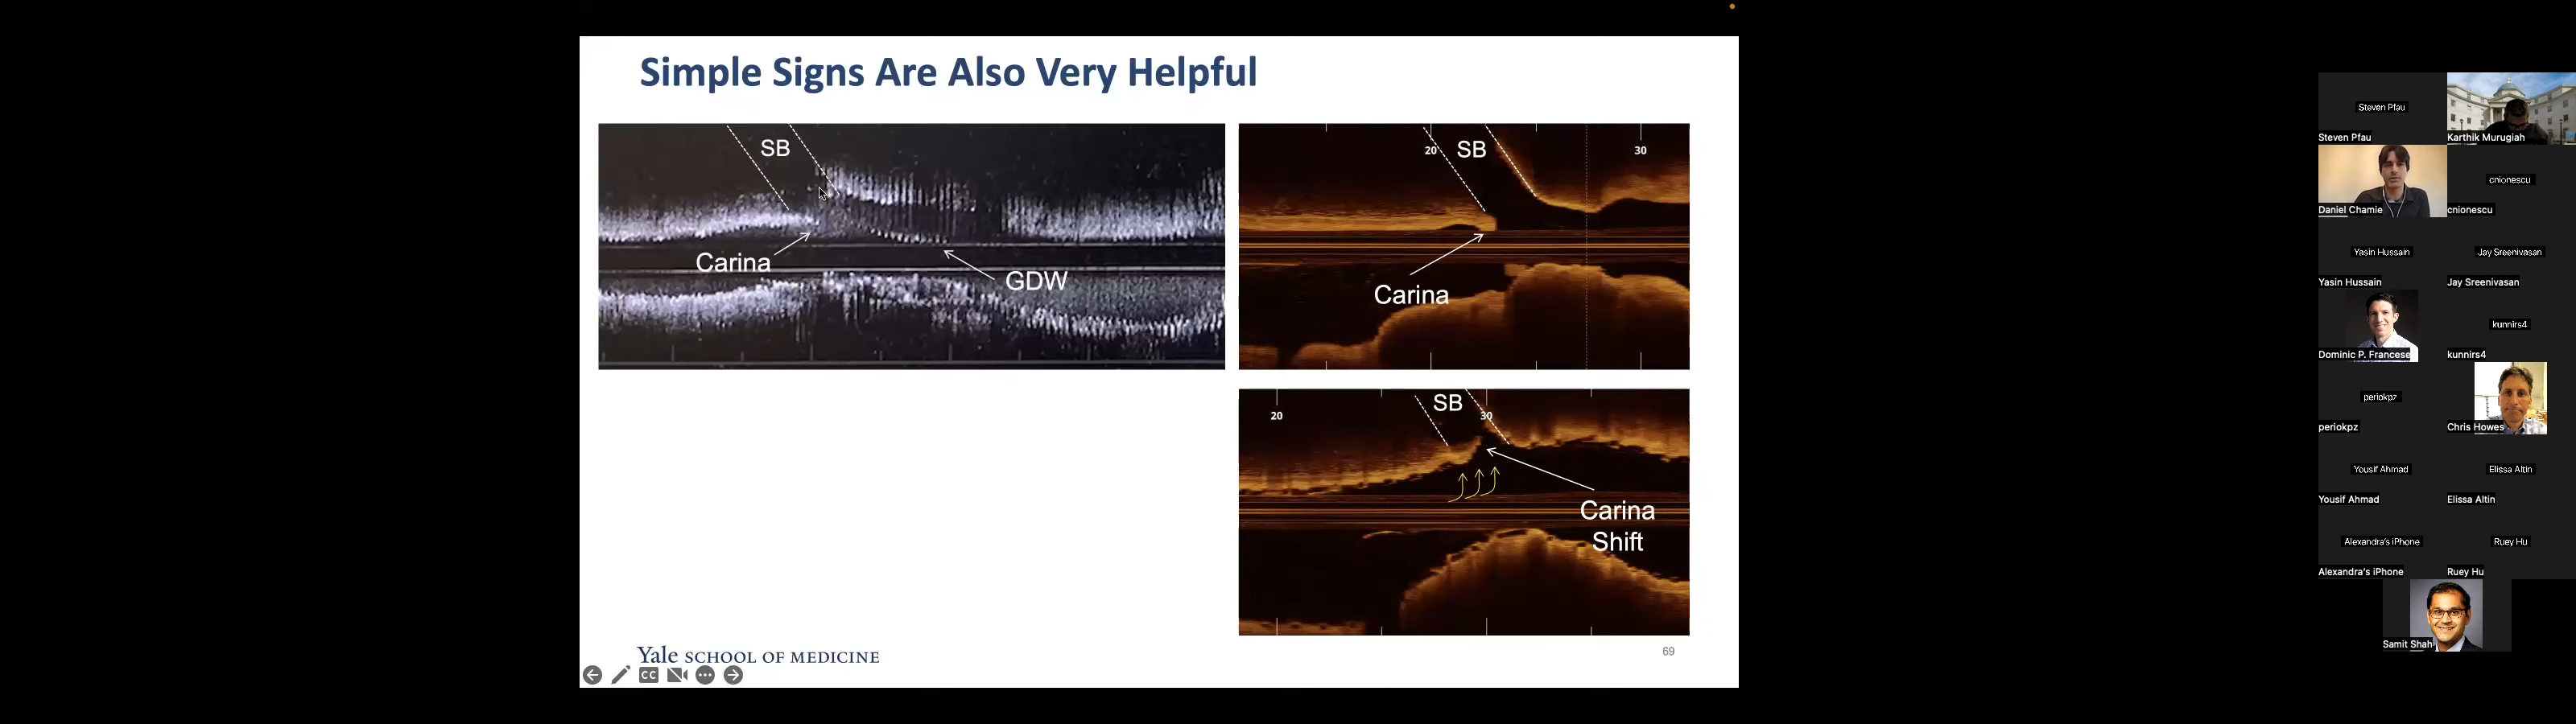 Simple Signs Are Also Very Helpful
SB
Carina
GDW
20
SB
30
Carina
20
SB
30
Carina
Shift
Yale SCHOOL OF MEDICINE
69
CC
Steven Pfau
Steven Pfau
Karthik Murugiah
Daniel Chamie
cnionescu
cnionescu
Yasin Hussain
Yasin Hussain
Jay Sreenivasan
Jay Sreenivasan
Dominic P. Francese
kunnirs4
kunnirs4
periokpz
periokpz
Chris Howes
Yousif Ahmad
Yousif Ahmad
Elissa Altin
Elissa Altin
Alexandra's iPhone
Alexandra's iPhone
Ruey Hu
Ruey Hu
Samit Shah